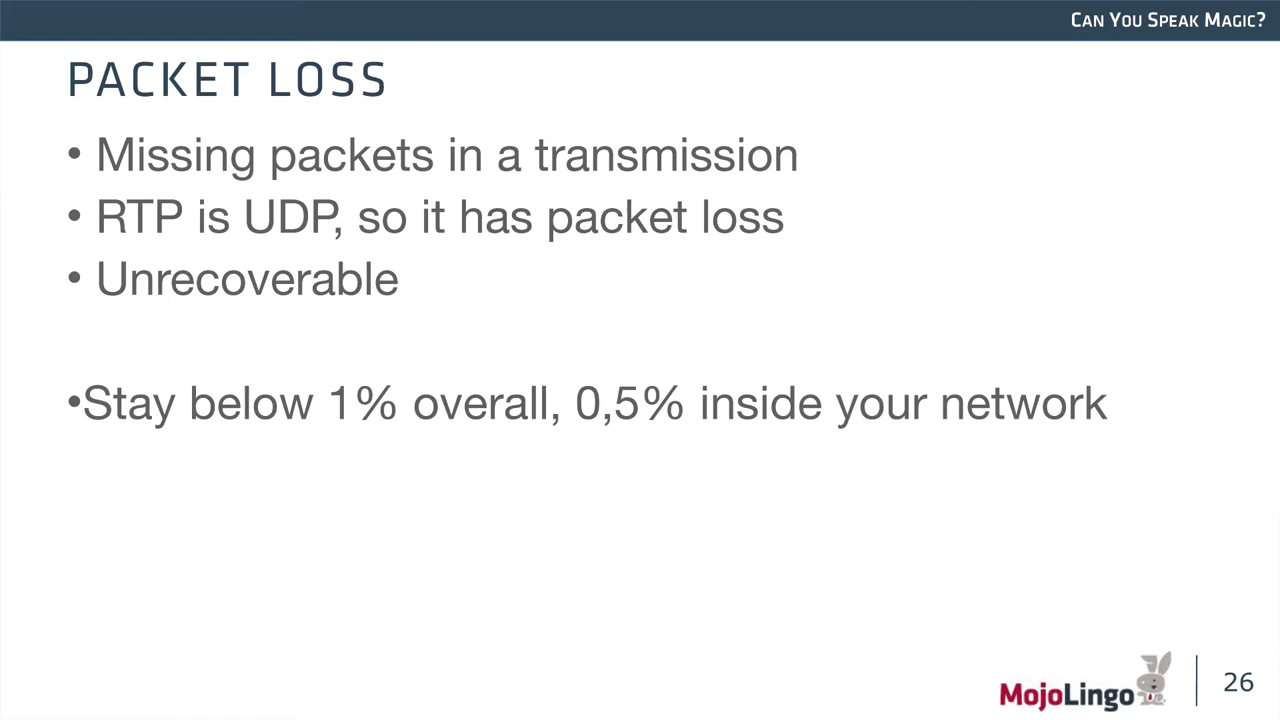 CAN YOU SPEAK MAGIC?
PACKET LOSS
• Missing packets in a transmission
• RTP is UDP, so it has packet loss
• Unrecoverable
•Stay below 1% overall, 0,5% inside your network
MojoLingo
26